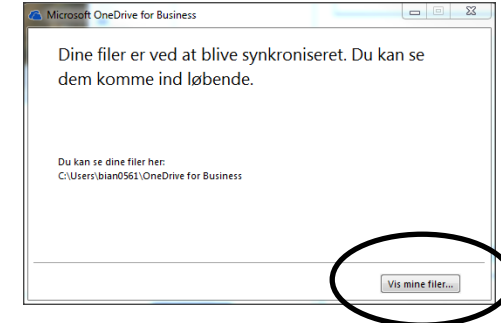 Microsoft OneDrive for Business
Dine filer er ved at blive synkroniseret. Du kan se
dem komme ind løbende.
Du kan se dine filer her:
C:\Users\bian0561\OneDrive for Business
Vis mine filer...